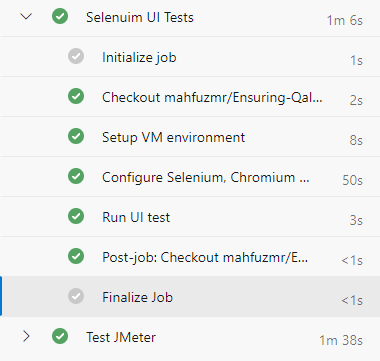 Selenuim UI Tests 1m 6s
Initialize job 1s
Checkout mahfuzmr/Ensuring-Qal... 2s
Setup VM environment 8s
Configure Selenium, Chromium ... 50s
Run UI test 3s
Post-job: Checkout mahfuzmr/E... <1s
Finalize Job <1s
Test JMeter 1m 38s